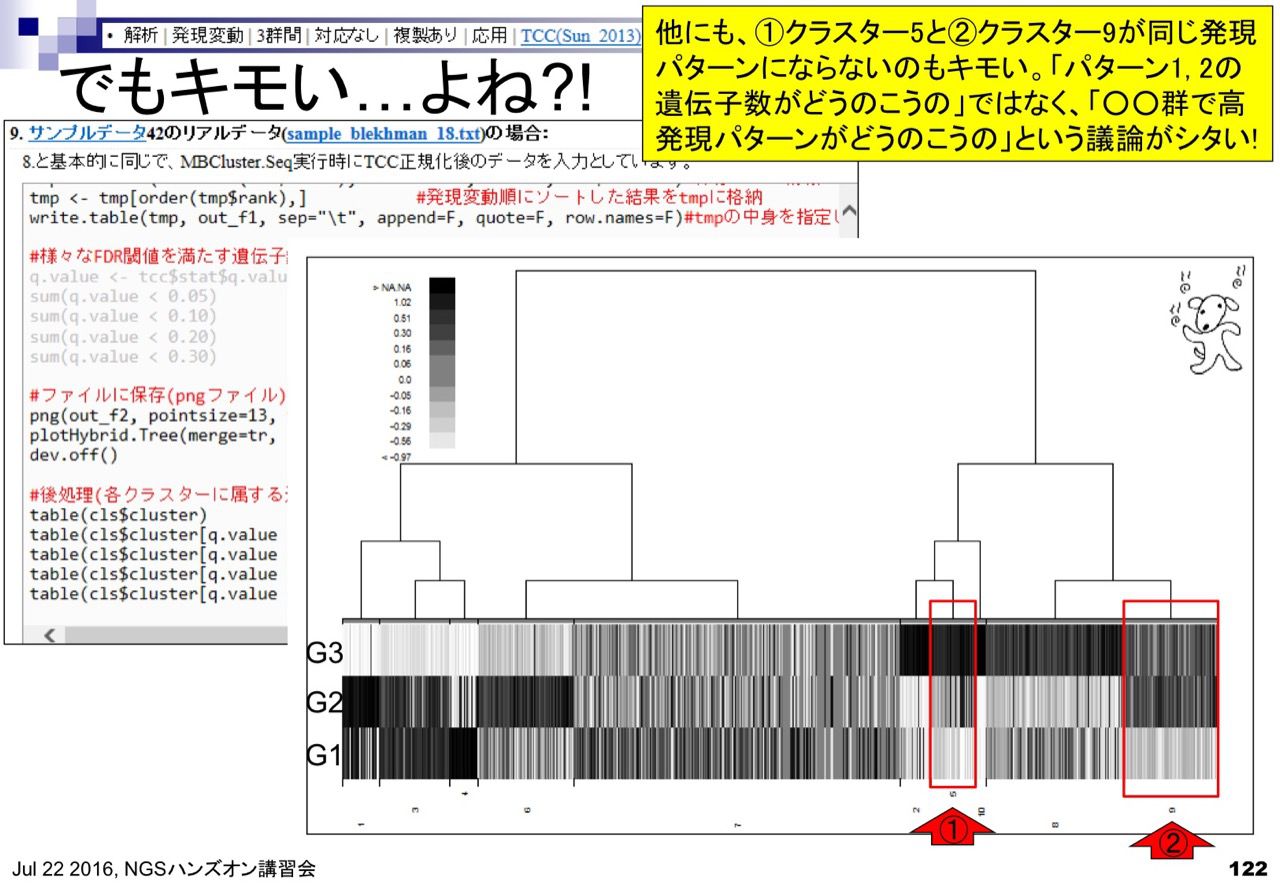 ・解析 | 発現変動 | 3群間 | 対応なし | 複製あり | 応用 | TCC(Sun_2013)
でもキモい…よね?!
他にも、①クラスター5と②クラスター9が同じ発現
パターンにならないのもキモい。「パターン1, 2の
遺伝子数がどうのこうの」ではなく、「〇〇群で高
発現パターンがどうのこうの」という議論がシタい!
9. サンプルデータ42のリアルデータ(sample_blekhman_18.txt)の場合:
8.と基本的に同じで、MBCluster.Seq実行時にTCC正規化後のデータを入力としています。
tmp <- tmp[order(tmp$rank),] #発現変動順にソートした結果をtmpに格納
write.table(tmp, out_f1, sep="\t", append=F, quote=F, row.names=F)#tmpの中身を指定し
#様々なFDR閾値を満たす遺伝子
q.value <- tcc$stat$q.valu
sum(q.value < 0.05)
sum(q.value < 0.10)
sum(q.value < 0.20)
sum(q.value < 0.30)
#ファイルに保存(pngファイル)
png(out_f2, pointsize=13,
plotHybrid.Tree(merge=tr,
dev.off()
#後処理(各クラスターに属する
table(cls$cluster)
table(cls$cluster[q.value
table(cls$cluster[q.value
table(cls$cluster[q.value
table(cls$cluster[q.value
> NA.NA
1.02
0.51
0.30
0.16
0.06
0.0
-0.05
-0.16
-0.29
-0.56
< -0.97
G3
G2
G1
1 3 4 6 7 2 5 10 8 9
① ②
Jul 22 2016, NGSハンズオン講習会
122